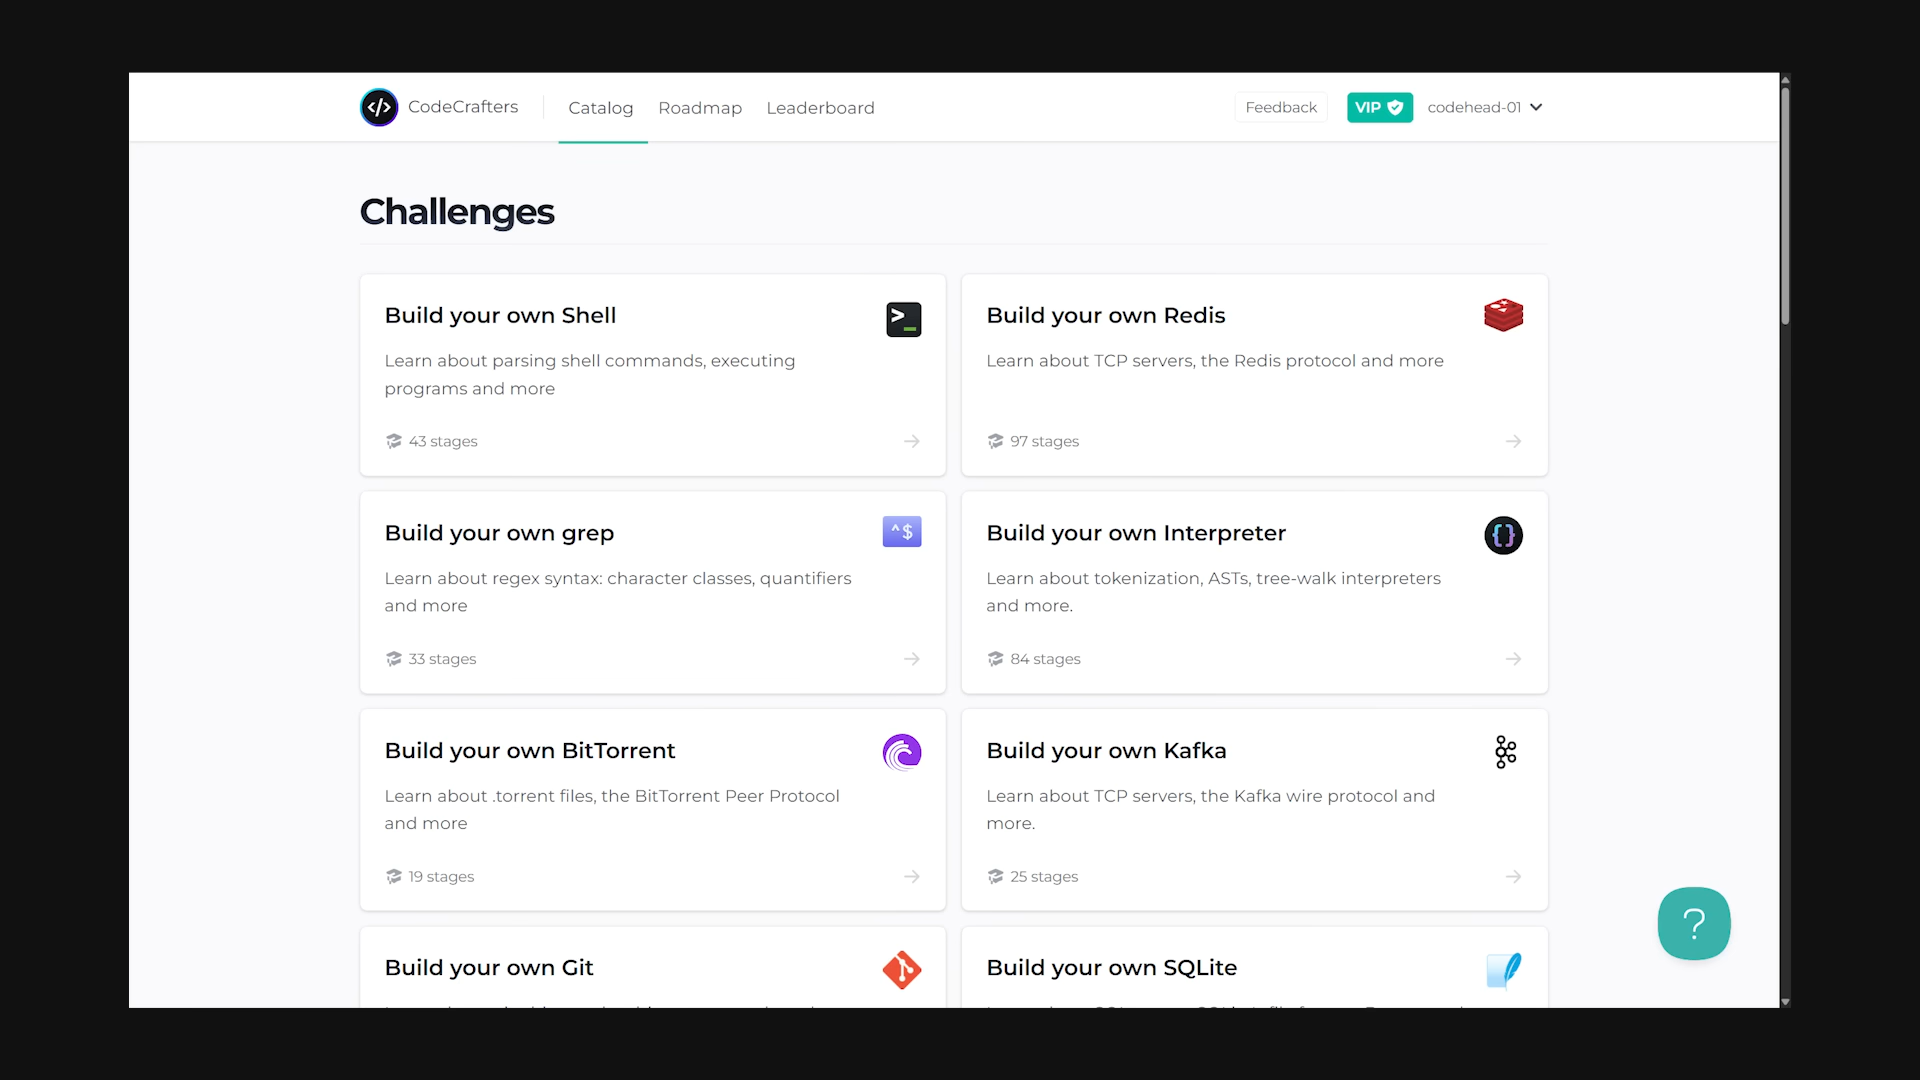 CodeCrafters
Catalog
Roadmap
Leaderboard
Feedback
VIP
codehead-01
Challenges
Build your own Shell
Learn about parsing shell commands, executing
programs and more
43 stages
Build your own Redis
Learn about TCP servers, the Redis protocol and more
97 stages
Build your own grep
^$
Learn about regex syntax: character classes, quantifiers
and more
33 stages
Build your own Interpreter
{}
Learn about tokenization, ASTs, tree-walk interpreters
and more.
84 stages
Build your own BitTorrent
Learn about .torrent files, the BitTorrent Peer Protocol
and more
19 stages
Build your own Kafka
Learn about TCP servers, the Kafka wire protocol and
more.
25 stages
Build your own Git
Build your own SQLite
?